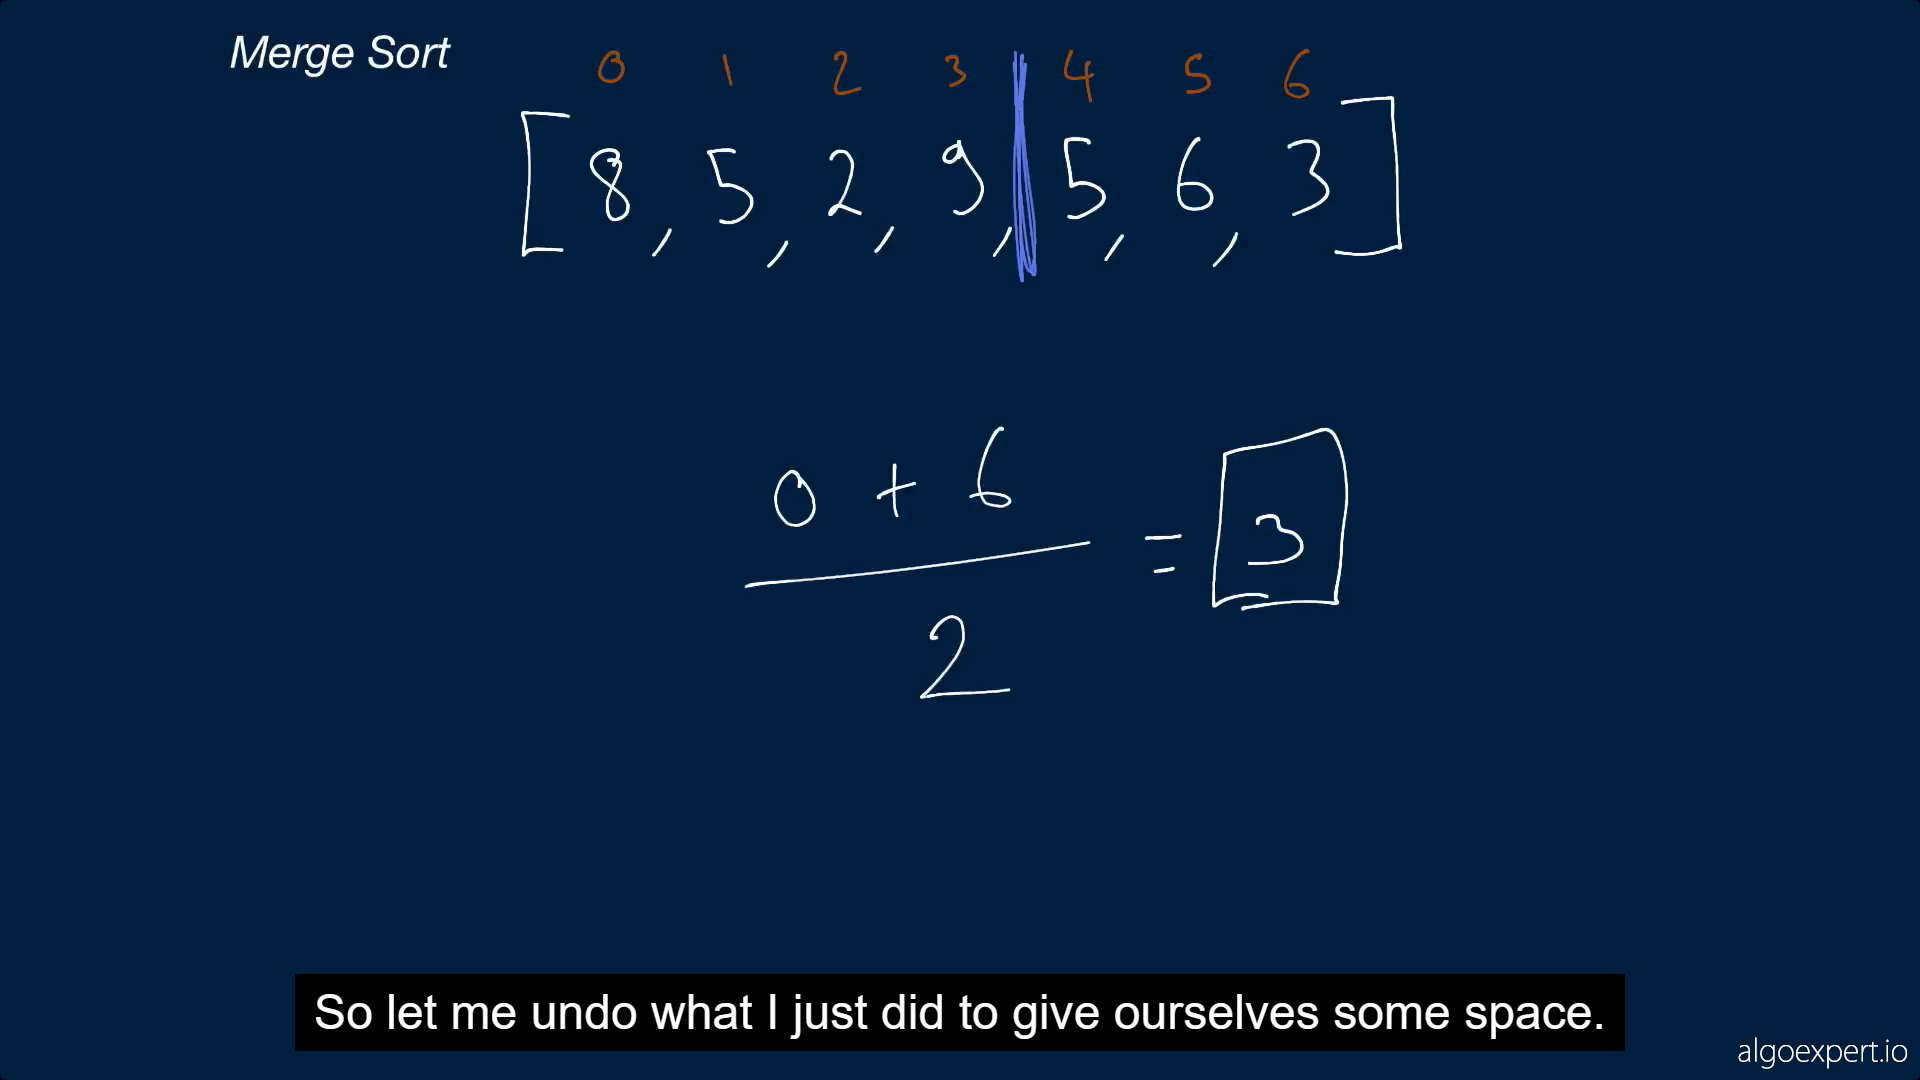 Merge Sort
0 1 2 3 4 5 6
[8, 5, 2, 9, 5, 6, 3]
0 + 6
= 3
2
So let me undo what I just did to give ourselves some space.
algoexpert.io